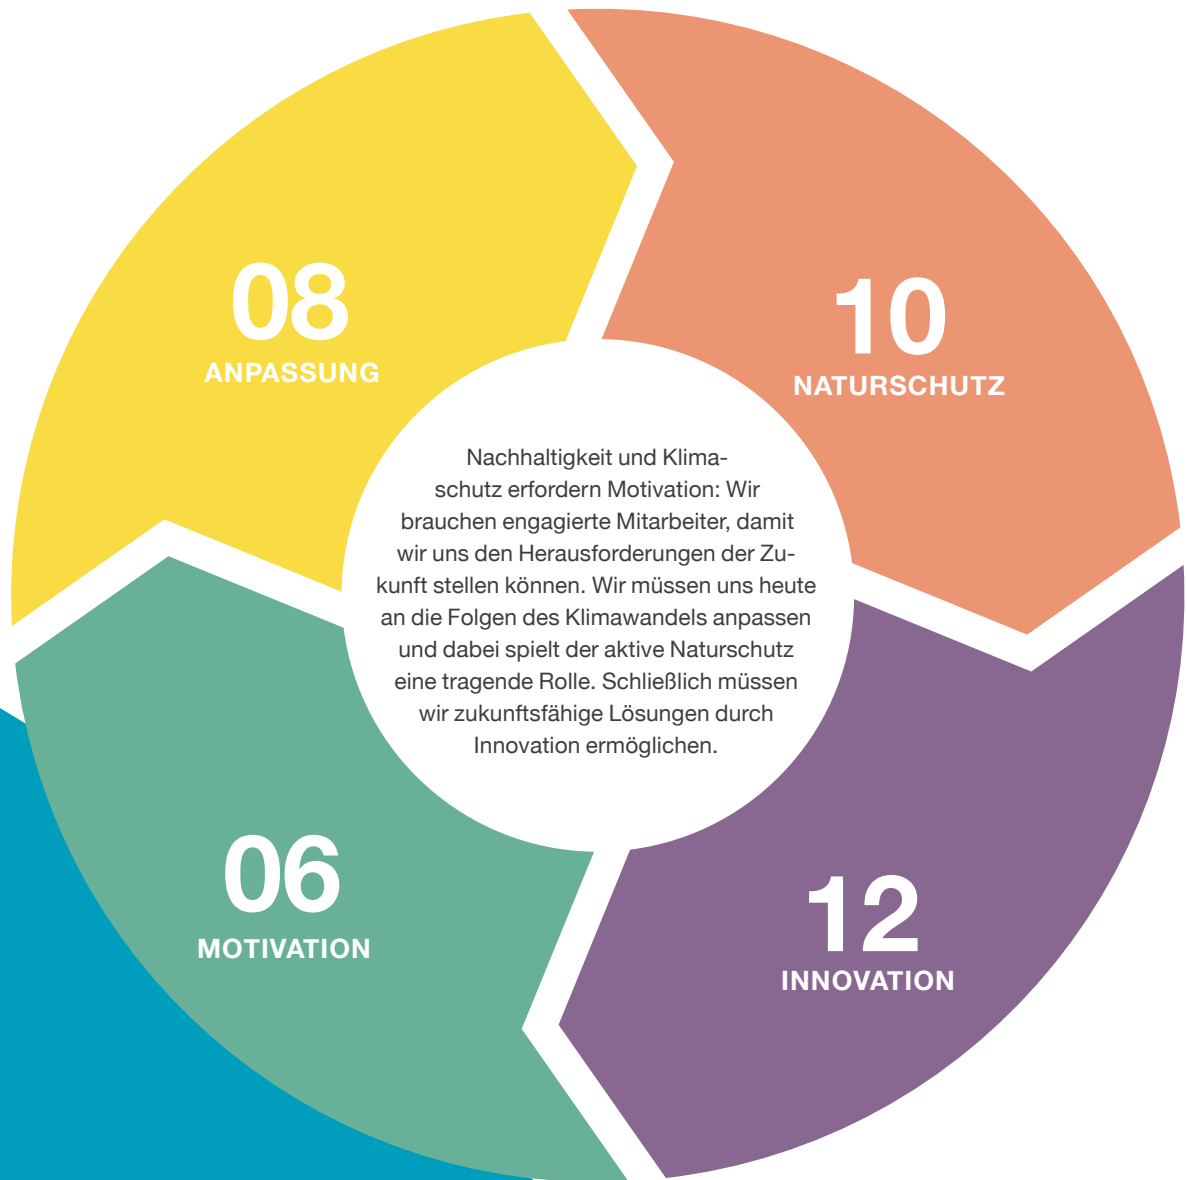 08
ANPASSUNG
10
NATURSCHUTZ
Nachhaltigkeit und Klima-
schutz erfordern Motivation: Wir
brauchen engagierte Mitarbeiter, damit
wir uns den Herausforderungen der Zu-
kunft stellen können. Wir müssen uns heute
an die Folgen des Klimawandels anpassen
und dabei spielt der aktive Naturschutz
eine tragende Rolle. Schließlich müssen
wir zukunftsfähige Lösungen durch
Innovation ermöglichen.
06
MOTIVATION
12
INNOVATION